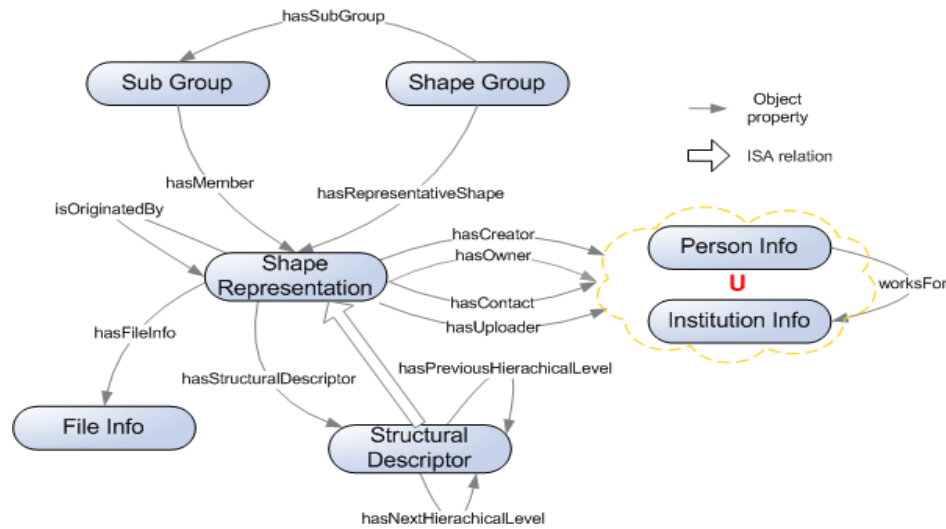 hasSubGroup
Sub Group
Shape Group
Object
property
ISA relation
hasMember
hasRepresentativeShape
isOriginatedBy
Shape
Representation
hasCreator
hasOwner
hasContact
hasUploader
Person Info
U
Institution Info
worksFor
hasFileInfo
hasStructuralDescriptor
hasPreviousHierachicalLevel
File Info
Structural
Descriptor
hasNextHierachicalLevel